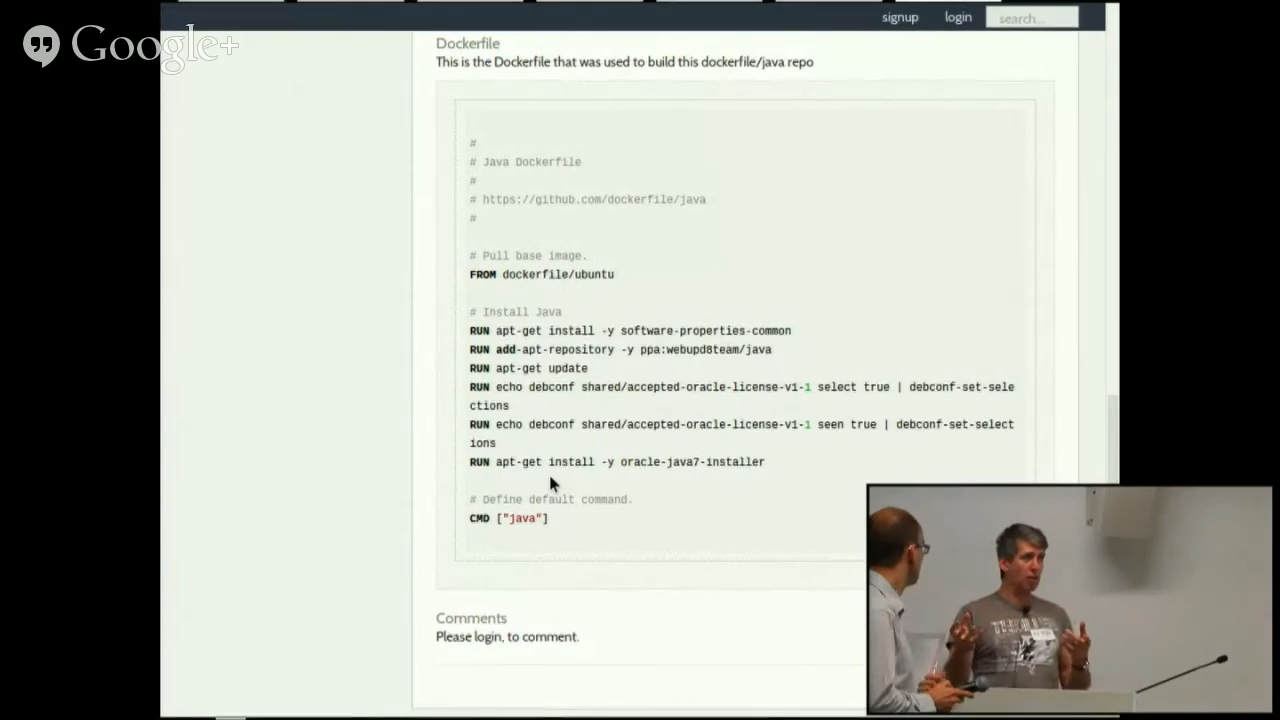 Google+
signup login search...
Dockerfile
This is the Dockerfile that was used to build this dockerfile/java repo
#
# Java Dockerfile
#
# https://github.com/dockerfile/java
#
# Pull base image.
FROM dockerfile/ubuntu
# Install Java
RUN apt-get install -y software-properties-common
RUN add-apt-repository -y ppa:webupd8team/java
RUN apt-get update
RUN echo debconf shared/accepted-oracle-license-v1-1 select true | debconf-set-sele
ctions
RUN echo debconf shared/accepted-oracle-license-v1-1 seen true | debconf-set-select
ions
RUN apt-get install -y oracle-java7-installer
# Define default command.
CMD ["java"]
Comments
Please login, to comment.